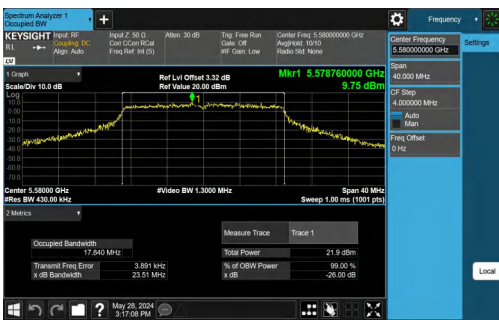 Spectrum Analyzer 1
Occupied BW
+
Frequency
KEYSIGHT
Input: RF
Input Z: 50 Ω
Atten: 30 dB
Trig: Free Run
Center Freq: 5.580000000 GHz
RL
Coupling: DC
Corr CCorr RCal
Gate: Off
Avg|Hold: 10/10
Align: Auto
Freq Ref: Int (S)
#IF Gain: Low
Radio Std: None
LW
Center Frequency
5.580000000 GHz
Settings
Span
40.000 MHz
CF Step
4.000000 MHz
Auto
Man
Freq Offset
0 Hz
Local
1 Graph
Ref Lvl Offset 3.32 dB
Mkr1 5.578760000 GHz
Scale/Div 10.0 dB
Ref Value 20.00 dBm
9.75 dBm
Log
10.0
0.00
-10.0
-20.0
-30.0
-40.0
-50.0
-60.0
-70.0
1
Center 5.58000 GHz
#Video BW 1.3000 MHz
Span 40 MHz
#Res BW 430.00 kHz
Sweep 1.00 ms (1001 pts)
2 Metrics
Measure Trace
Trace 1
Occupied Bandwidth
17.840 MHz
Total Power
21.9 dBm
Transmit Freq Error
3.891 kHz
% of OBW Power
99.00 %
x dB Bandwidth
23.51 MHz
x dB
-26.00 dB
?
May 28, 2024
3:17:08 PM